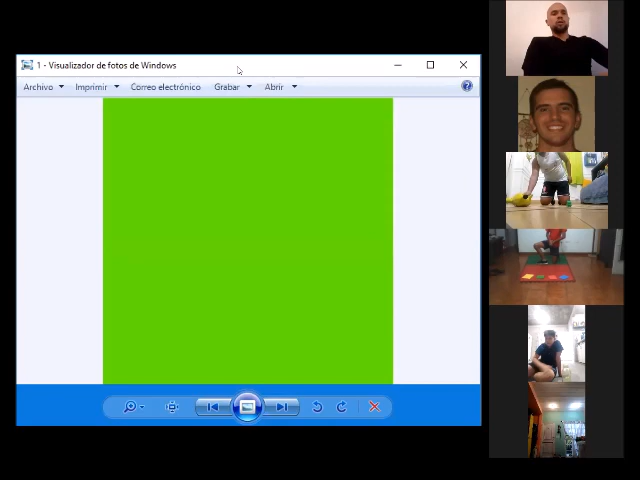 1 - Visualizador de fotos de Windows
Archivo Imprimir Correo electrónico Grabar Abrir